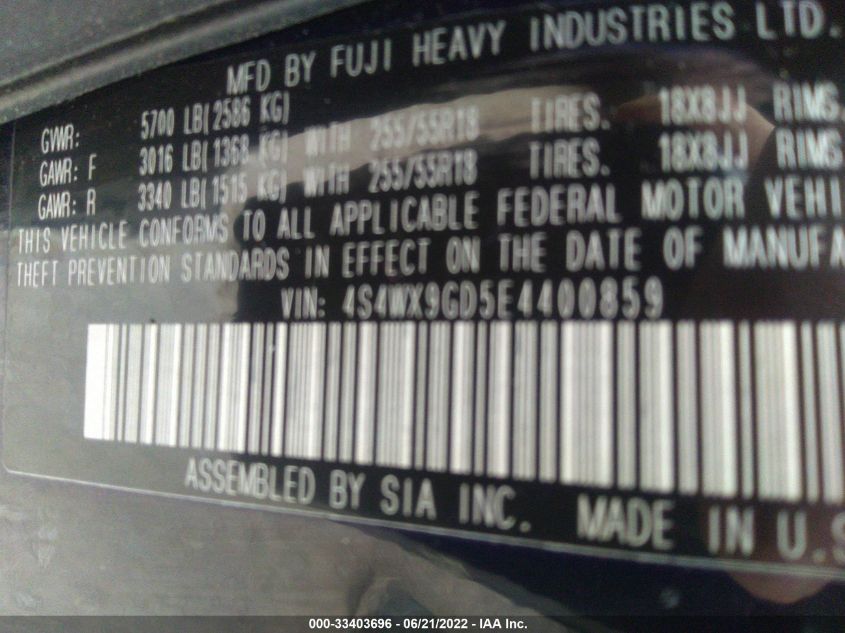 MFD BY FUJI HEAVY INDUSTRIES LTD.
GVWR: 5700 LB(2586 KG)
GAWR: F 3016 LB(1368 KG) WITH 255/55R18 TIRES. 18X8JJ RIMS.
GAWR: R 3340 LB(1515 KG) WITH 255/55R18 TIRES. 18X8JJ RIMS
THIS VEHICLE CONFORMS TO ALL APPLICABLE FEDERAL MOTOR VEHI
THEFT PREVENTION STANDARDS IN EFFECT ON THE DATE OF MANUFA
VIN: 4S4WX9GD5E4400859
ASSEMBLED BY SIA INC. MADE IN U.S
000-33403696 - 06/21/2022 - IAA Inc.